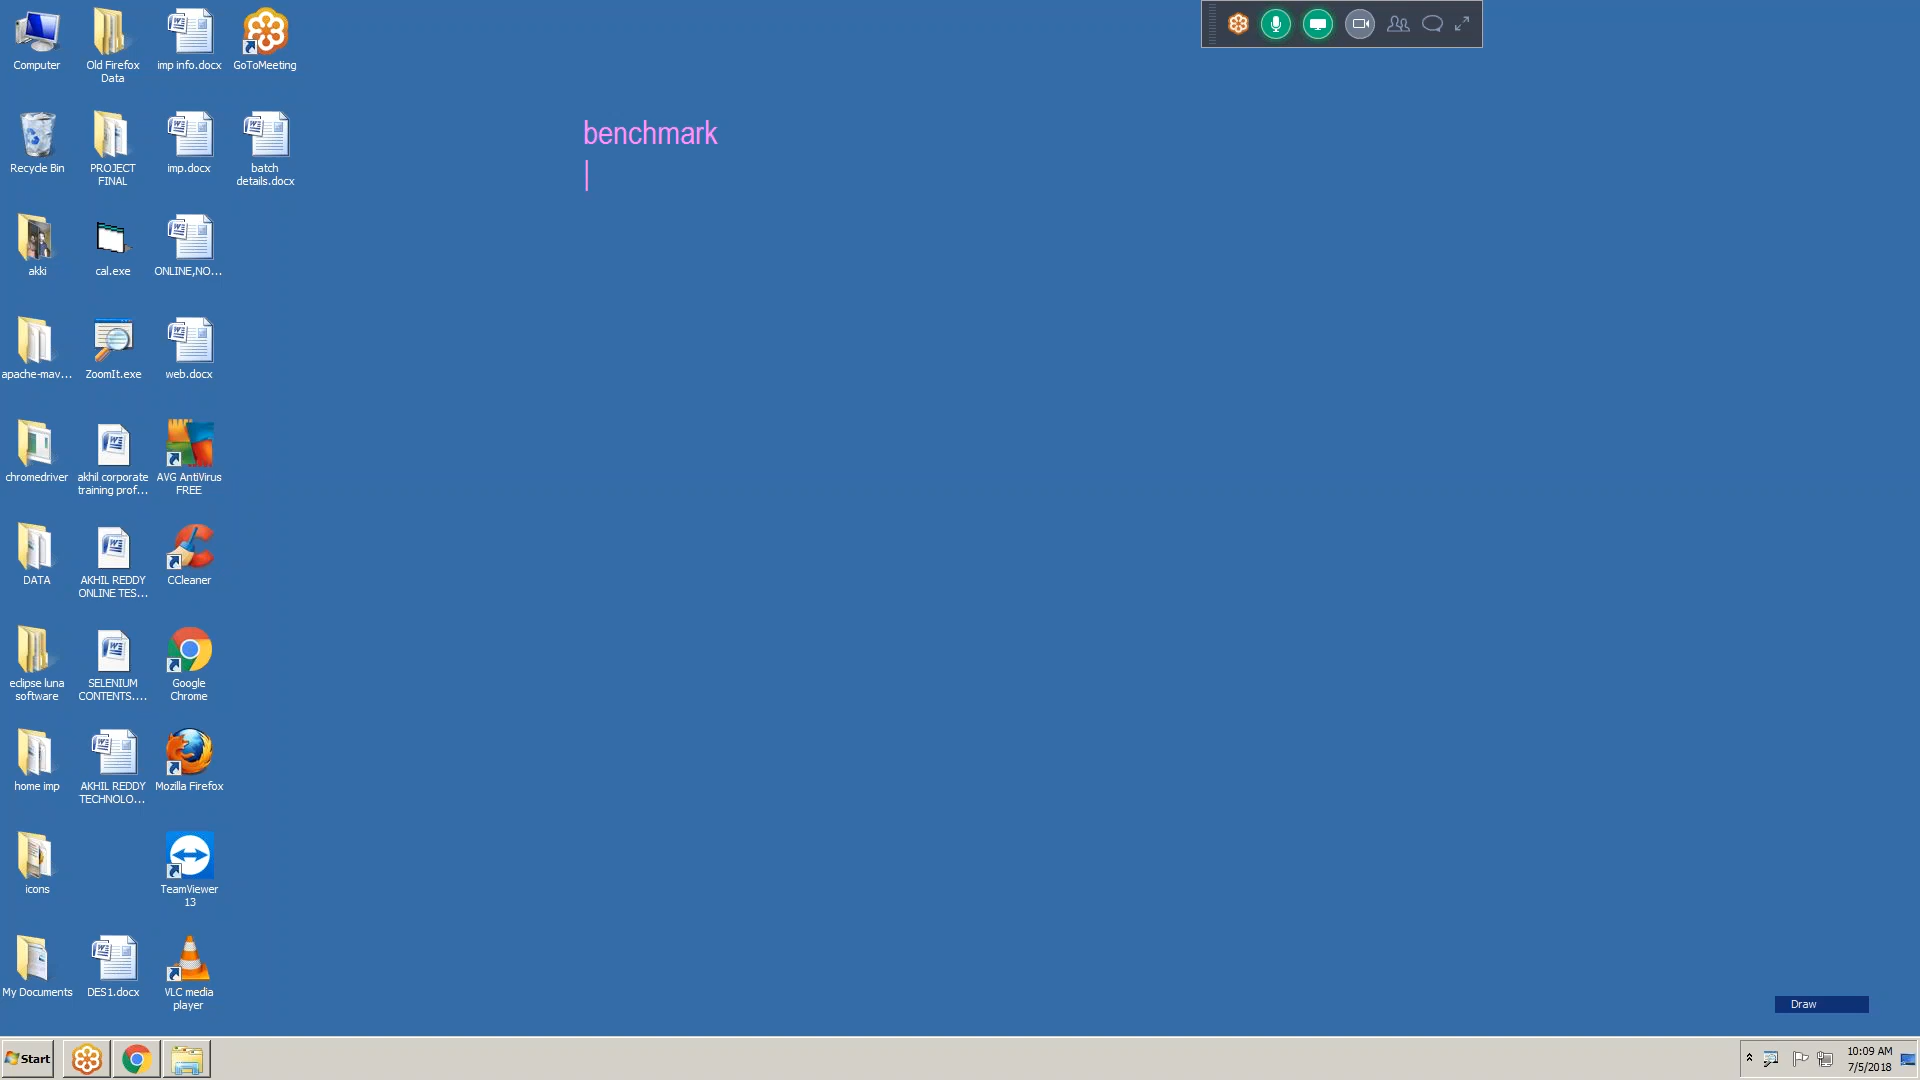 Computer
Old Firefox
Data
imp info.docx
GoToMeeting
benchmark
Recycle Bin
PROJECT
FINAL
imp.docx
batch
details.docx
akki
cal.exe
ONLINE,NO...
apache-mav...
ZoomIt.exe
web.docx
chromedriver
akhil corporate
training prof...
AVG AntiVirus
FREE
DATA
AKHIL REDDY
ONLINE TES...
CCleaner
eclipse luna
software
SELENIUM
CONTENTS....
Google
Chrome
home imp
AKHIL REDDY
TECHNOLO...
Mozilla Firefox
icons
TeamViewer
13
My Documents
DES1.docx
VLC media
player
Draw
Start
10:09 AM
7/5/2018